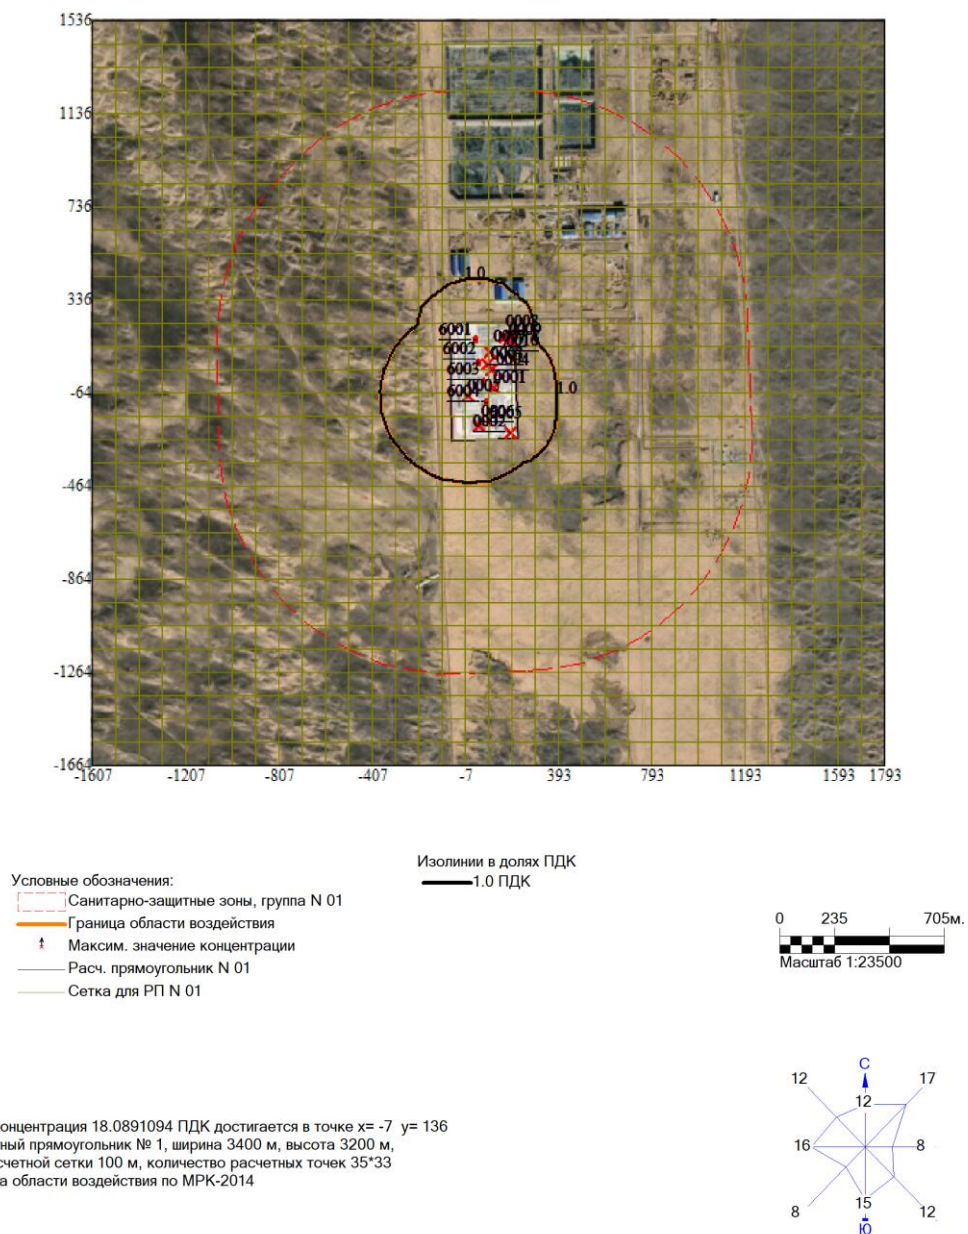 1536
1136
736
336
-64
-464
-864
-1264
-1664
-1607
-1207
-807
-407
-7
393
793
1193
1593
1793
1.0
1.0
6001
6002
6003
6004
0001
0002
Изолинии в долях ПДК
1.0 ПДК
Условные обозначения:
Санитарно-защитные зоны, группа N 01
Граница области воздействия
Максим. значение концентрации
Расч. прямоугольник N 01
Сетка для РП N 01
0 235 705м.
Масштаб 1:23500
онцентрация 18.0891094 ПДК достигается в точке x= -7 y= 136
ный прямоугольник № 1, ширина 3400 м, высота 3200 м,
счетной сетки 100 м, количество расчетных точек 35*33
а области воздействия по МРК-2014
С
12
17
12
16
8
8
15
12
Ю